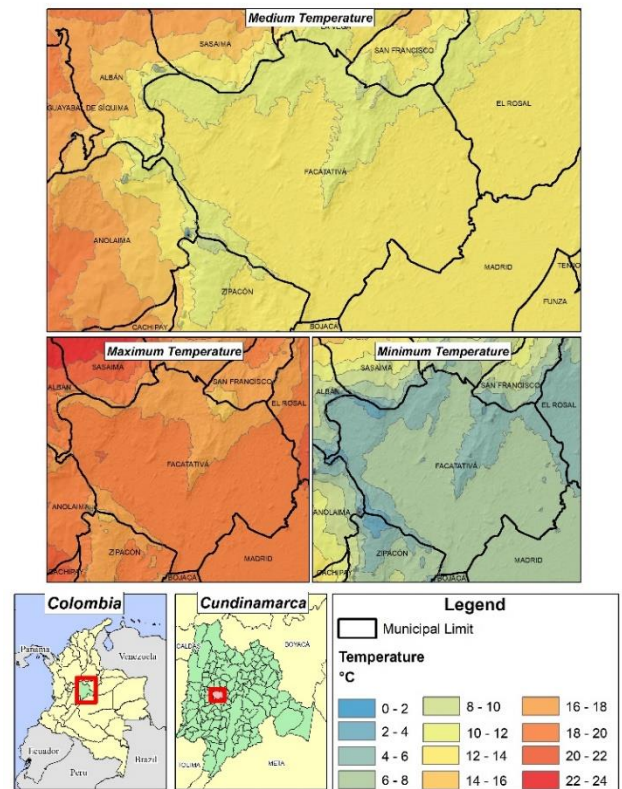 Medium Temperature
LA VEGA
SASAIMA
SAN FRANCISCO
ALBÁN
EL ROSAL
GUAYABAL DE SÍQUIMA
FACATATIVÁ
ANOLAIMA
MADRID
TENJO
ZIPACÓN
FUNZA
CACHIPAY
BOJACÁ
Maximum Temperature
Minimum Temperature
SASAIMA
ALBÁN
SAN FRANCISCO
EL ROSAL
FACATATIVÁ
ANOLAIMA
ZIPACÓN
MADRID
CACHIPAY
BOJACÁ
SASAIMA
ALBÁN
SAN FRANCISCO
EL ROSAL
FACATATIVÁ
ANOLAIMA
ZIPACÓN
MADRID
CACHIPAY
BOJACÁ
Colombia
Panama
Venezuela
Ecuador
Peru
Brazil
Cundinamarca
CALDAS
BOYACÁ
TOLIMA
META
Legend
Municipal Limit
Temperature
°C
0 - 2 8 - 10 16 - 18
2 - 4 10 - 12 18 - 20
4 - 6 12 - 14 20 - 22
6 - 8 14 - 16 22 - 24